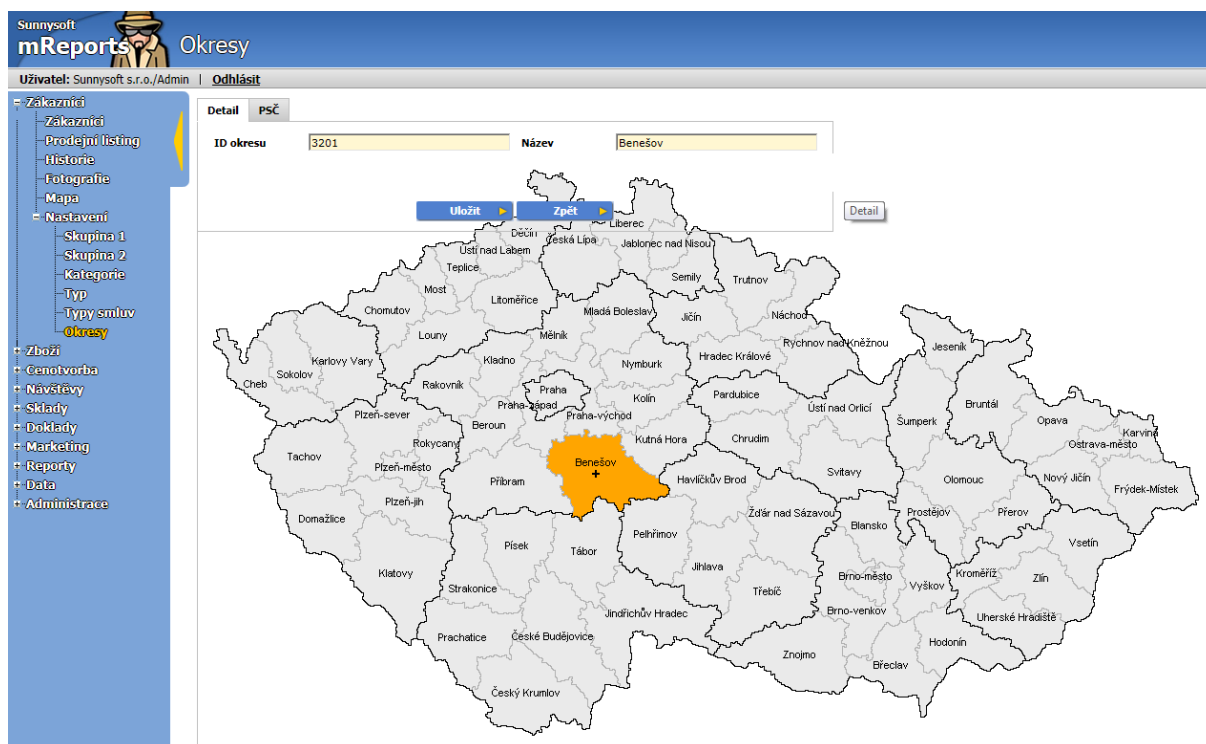 Sunnysoft
mReports
Okresy
Uživatel: Sunnysoft s.r.o./Admin | Odhlásit
Zákazníci
Zákazníci
Prodejní listing
Historie
Fotografie
Mapa
Nastavení
Skupina 1
Skupina 2
Kategorie
Typ
Typy smluv
Okresy
Zboží
Cenotvorba
Návštěvy
Sklady
Doklady
Marketing
Reporty
Data
Administrace
Detail PSČ
ID okresu 3201 Název Benešov
Uložit Zpět Detail
Liberec
Děčín Česká Lípa Jablonec nad Nisou
Ústí nad Labem
Teplice Semily Trutnov
Most Litoměřice
Chomutov Mladá Boleslav Jičín Náchod
Louny Mělník Rychnov nad Kněžnou Jeseník
Karlovy Vary Kladno Nymburk Hradec Králové
Cheb Sokolov Rakovník Praha Kolín Pardubice
Plzeň-sever Praha-západ Praha-východ Ústí nad Orlicí Šumperk Bruntál Opava
Rokycany Beroun Kutná Hora Chrudim Karviná
Ostrava-město
Tachov Plzeň-město Benešov Svitavy
Příbram Havlíčkův Brod Olomouc Nový Jičín Frýdek-Místek
Plzeň-jih
Domažlice Žďár nad Sázavou Prostějov Přerov
Blansko
Písek Tábor Pelhřimov Vsetín
Klatovy Jihlava Brno-město Kroměříž Zlín
Strakonice Třebíč Vyškov
Jindřichův Hradec Brno-venkov Uherské Hradiště
Prachatice České Budějovice Hodonín
Znojmo Břeclav
Český Krumlov